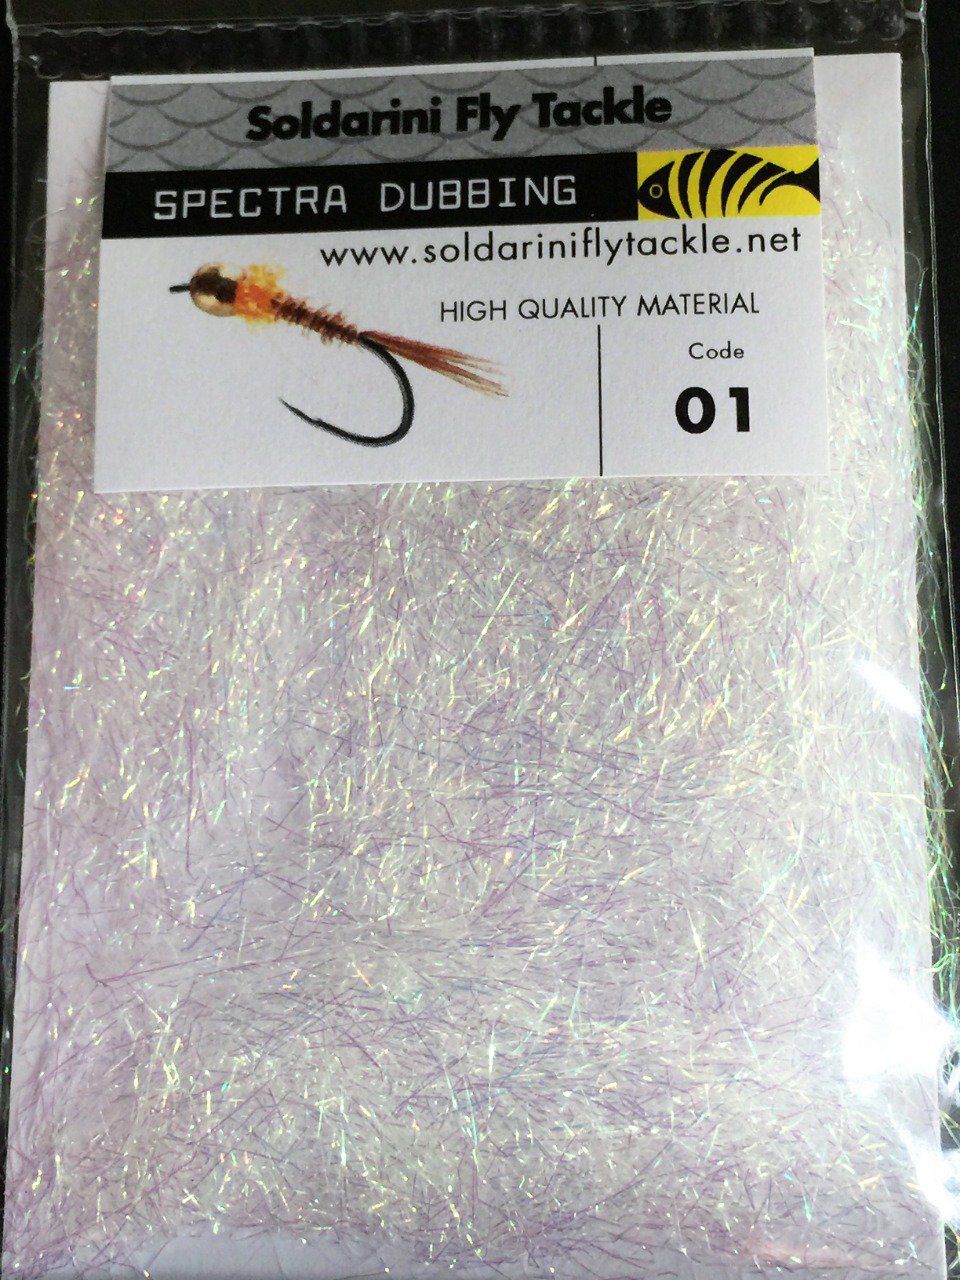 Soldarini Fly Tackle
SPECTRA DUBBING
www.soldariniflytackle.net
HIGH QUALITY MATERIAL
Code
01